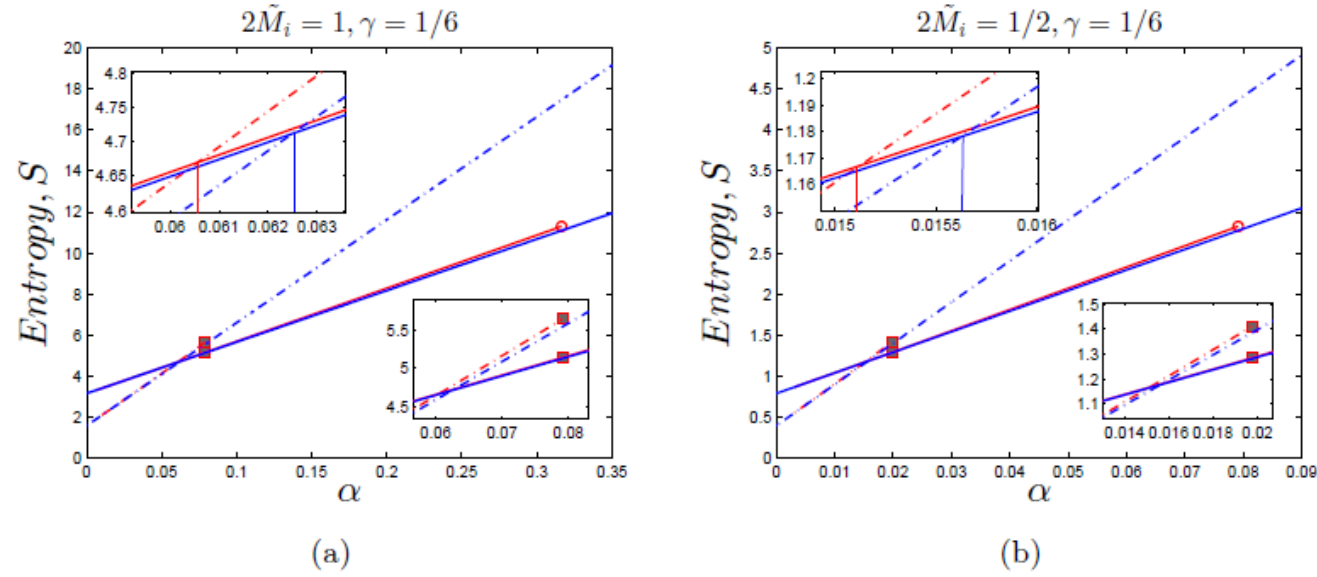 2M̃ᵢ = 1, γ = 1/6
20
18
16
14
12
10
8
6
4
2
0
Entropy, S
4.8
4.75
4.7
4.65
4.6
0.06 0.061 0.062 0.063
5.5
5
4.5
0.06 0.07 0.08
0 0.05 0.1 0.15 0.2 0.25 0.3 0.35
α
(a)
2M̃ᵢ = 1/2, γ = 1/6
5
4.5
4
3.5
3
2.5
2
1.5
1
0.5
0
Entropy, S
1.2
1.19
1.18
1.17
1.16
0.015 0.0155 0.016
1.5
1.4
1.3
1.2
1.1
0.014 0.016 0.018 0.02
0 0.01 0.02 0.03 0.04 0.05 0.06 0.07 0.08 0.09
α
(b)